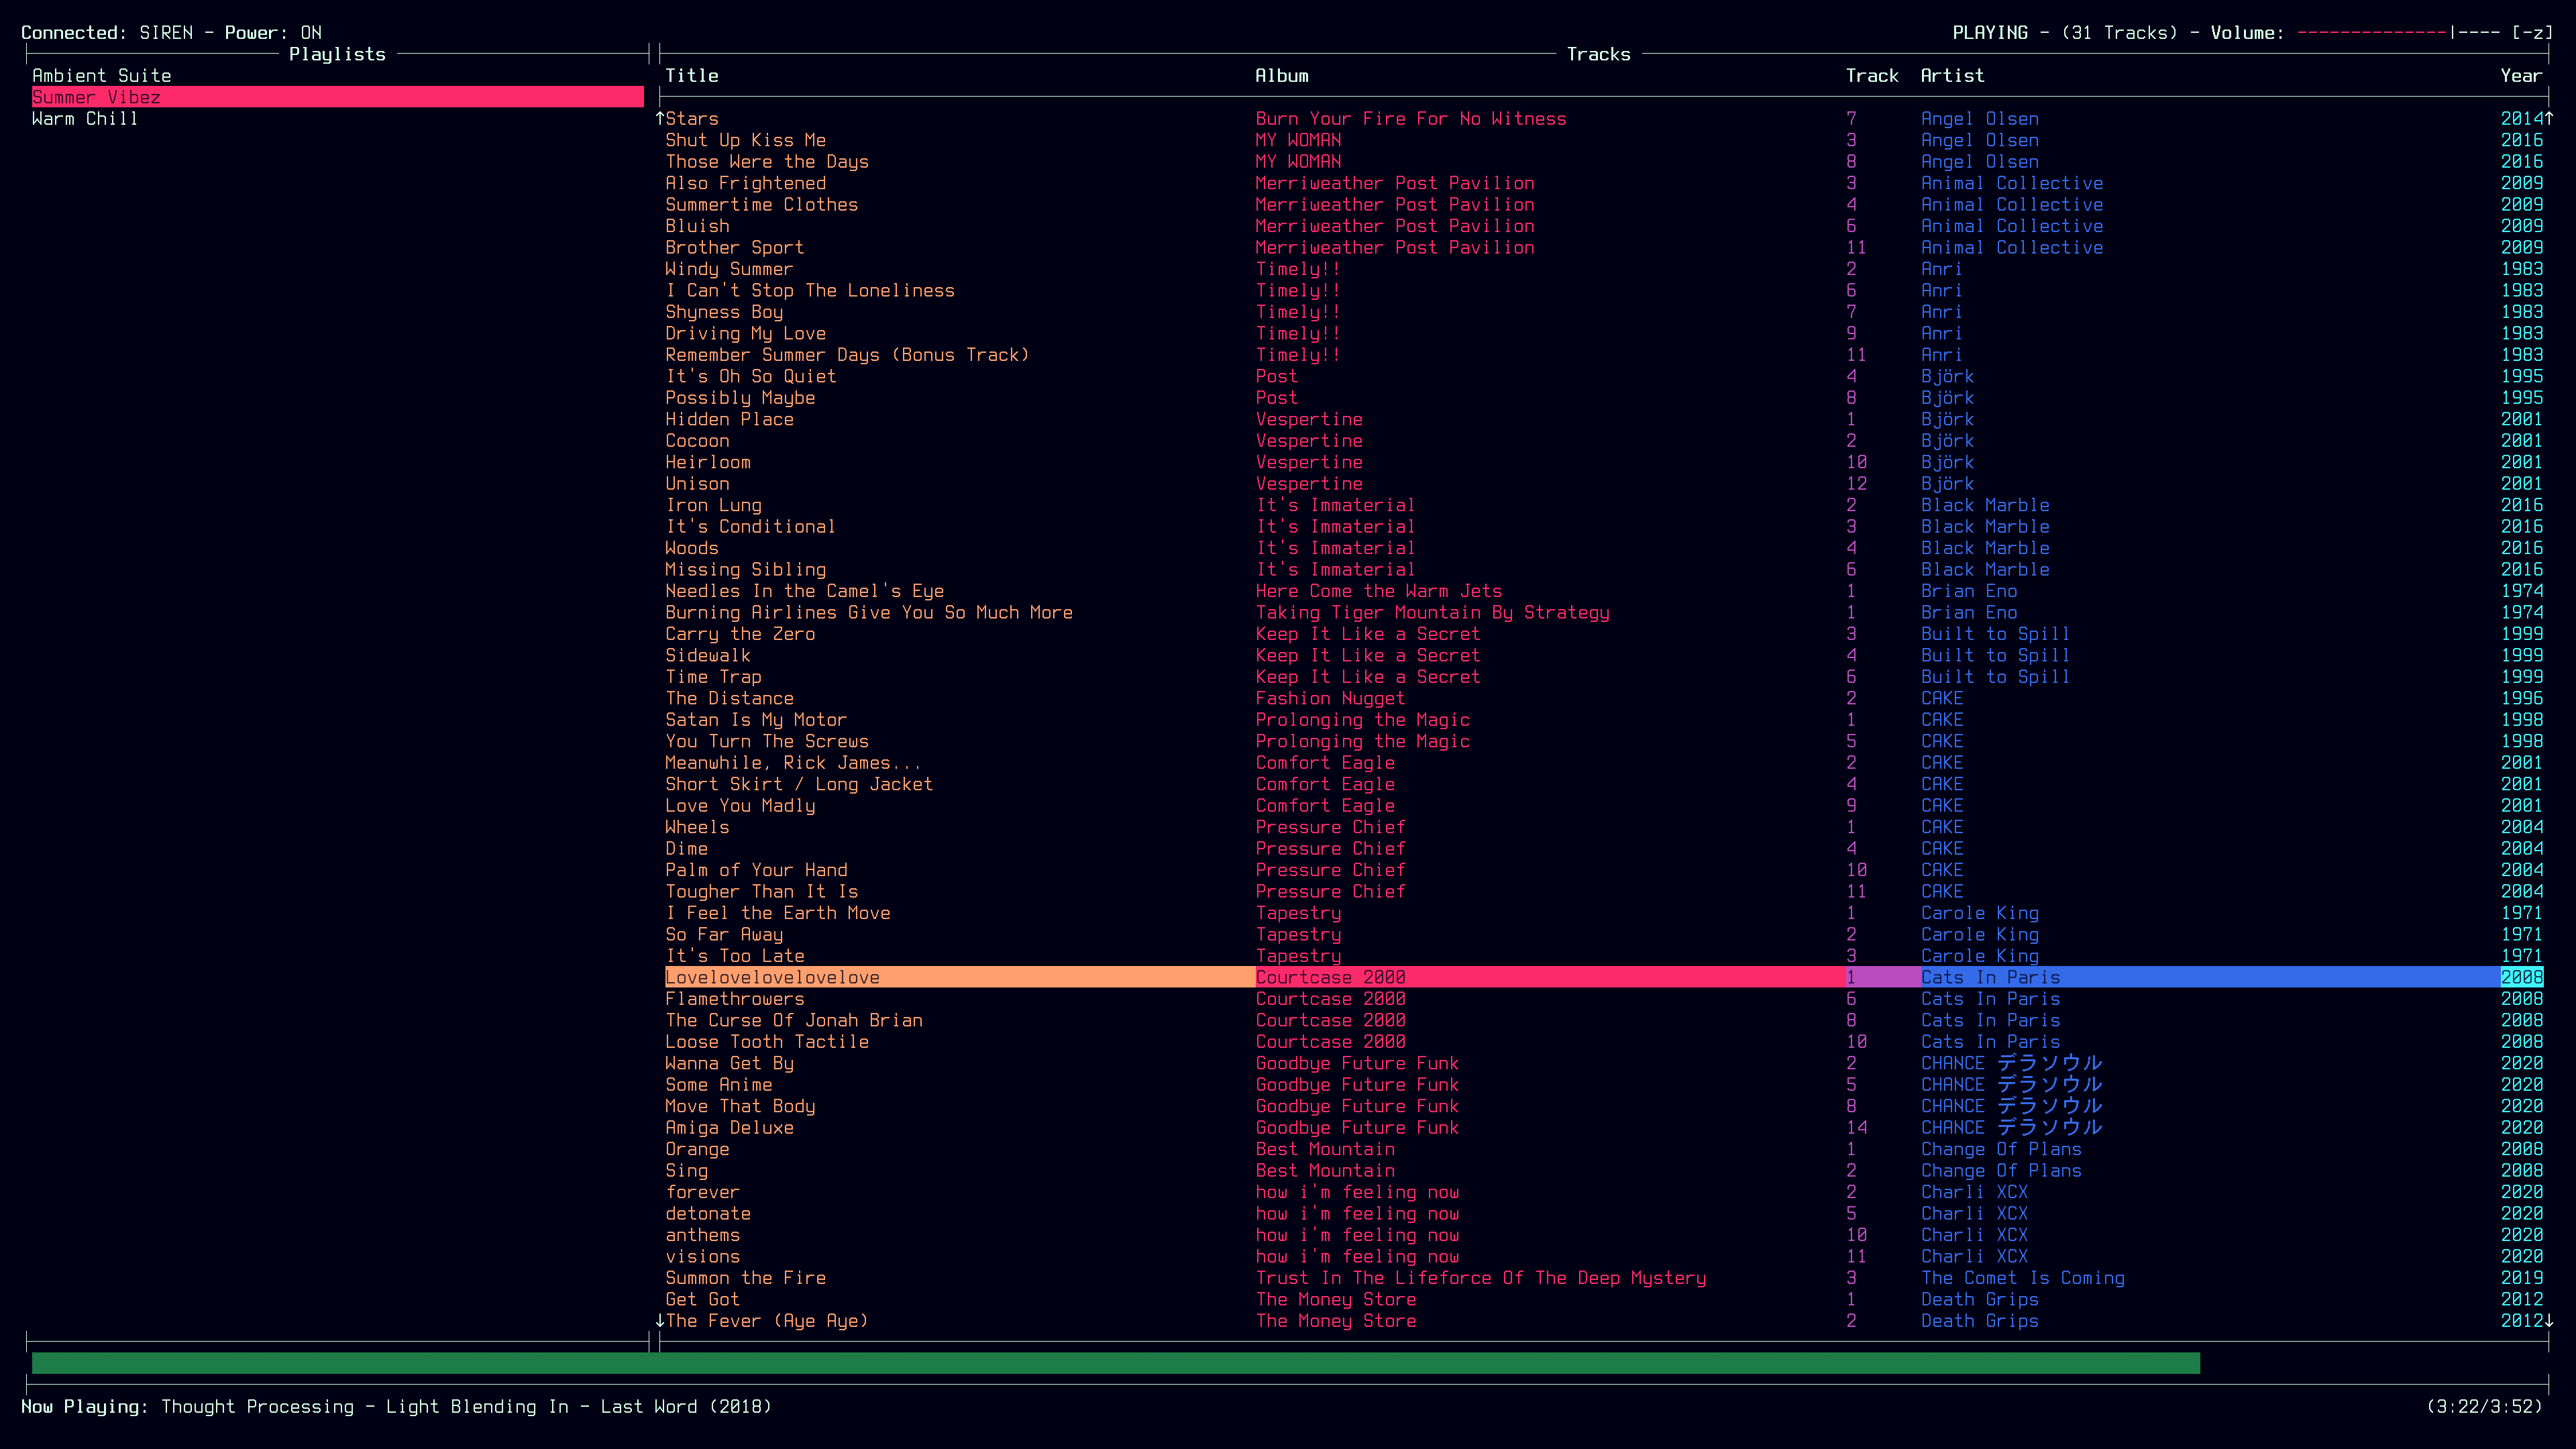 Connected: SIREN - Power: ON PLAYING - (31 Tracks) - Volume: --------------|---- [-z]
Playlists Tracks
Ambient Suite Title Album Track Artist Year
Summer Vibez
Warm Chill ↑Stars Burn Your Fire For No Witness 7 Angel Olsen 2014↑
Shut Up Kiss Me MY WOMAN 3 Angel Olsen 2016
Those Were the Days MY WOMAN 8 Angel Olsen 2016
Also Frightened Merriweather Post Pavilion 3 Animal Collective 2009
Summertime Clothes Merriweather Post Pavilion 4 Animal Collective 2009
Bluish Merriweather Post Pavilion 6 Animal Collective 2009
Brother Sport Merriweather Post Pavilion 11 Animal Collective 2009
Windy Summer Timely!! 2 Anri 1983
I Can't Stop The Loneliness Timely!! 6 Anri 1983
Shyness Boy Timely!! 7 Anri 1983
Driving My Love Timely!! 9 Anri 1983
Remember Summer Days (Bonus Track) Timely!! 11 Anri 1983
It's Oh So Quiet Post 4 Björk 1995
Possibly Maybe Post 8 Björk 1995
Hidden Place Vespertine 1 Björk 2001
Cocoon Vespertine 2 Björk 2001
Heirloom Vespertine 10 Björk 2001
Unison Vespertine 12 Björk 2001
Iron Lung It's Immaterial 2 Black Marble 2016
It's Conditional It's Immaterial 3 Black Marble 2016
Woods It's Immaterial 4 Black Marble 2016
Missing Sibling It's Immaterial 6 Black Marble 2016
Needles In the Camel's Eye Here Come the Warm Jets 1 Brian Eno 1974
Burning Airlines Give You So Much More Taking Tiger Mountain By Strategy 1 Brian Eno 1974
Carry the Zero Keep It Like a Secret 3 Built to Spill 1999
Sidewalk Keep It Like a Secret 4 Built to Spill 1999
Time Trap Keep It Like a Secret 6 Built to Spill 1999
The Distance Fashion Nugget 2 CAKE 1996
Satan Is My Motor Prolonging the Magic 1 CAKE 1998
You Turn The Screws Prolonging the Magic 5 CAKE 1998
Meanwhile, Rick James... Comfort Eagle 2 CAKE 2001
Short Skirt / Long Jacket Comfort Eagle 4 CAKE 2001
Love You Madly Comfort Eagle 9 CAKE 2001
Wheels Pressure Chief 1 CAKE 2004
Dime Pressure Chief 4 CAKE 2004
Palm of Your Hand Pressure Chief 10 CAKE 2004
Tougher Than It Is Pressure Chief 11 CAKE 2004
I Feel the Earth Move Tapestry 1 Carole King 1971
So Far Away Tapestry 2 Carole King 1971
It's Too Late Tapestry 3 Carole King 1971
Lovelovelovelovelove Courtcase 2000 1 Cats In Paris 2008
Flamethrowers Courtcase 2000 6 Cats In Paris 2008
The Curse Of Jonah Brian Courtcase 2000 8 Cats In Paris 2008
Loose Tooth Tactile Courtcase 2000 10 Cats In Paris 2008
Wanna Get By Goodbye Future Funk 2 CHANCE デラソウル 2020
Some Anime Goodbye Future Funk 5 CHANCE デラソウル 2020
Move That Body Goodbye Future Funk 8 CHANCE デラソウル 2020
Amiga Deluxe Goodbye Future Funk 14 CHANCE デラソウル 2020
Orange Best Mountain 1 Change Of Plans 2008
Sing Best Mountain 2 Change Of Plans 2008
forever how i'm feeling now 2 Charli XCX 2020
detonate how i'm feeling now 5 Charli XCX 2020
anthems how i'm feeling now 10 Charli XCX 2020
visions how i'm feeling now 11 Charli XCX 2020
Summon the Fire Trust In The Lifeforce Of The Deep Mystery 3 The Comet Is Coming 2019
Get Got The Money Store 1 Death Grips 2012
↓The Fever (Aye Aye) The Money Store 2 Death Grips 2012↓
Now Playing: Thought Processing - Light Blending In - Last Word (2018) (3:22/3:52)